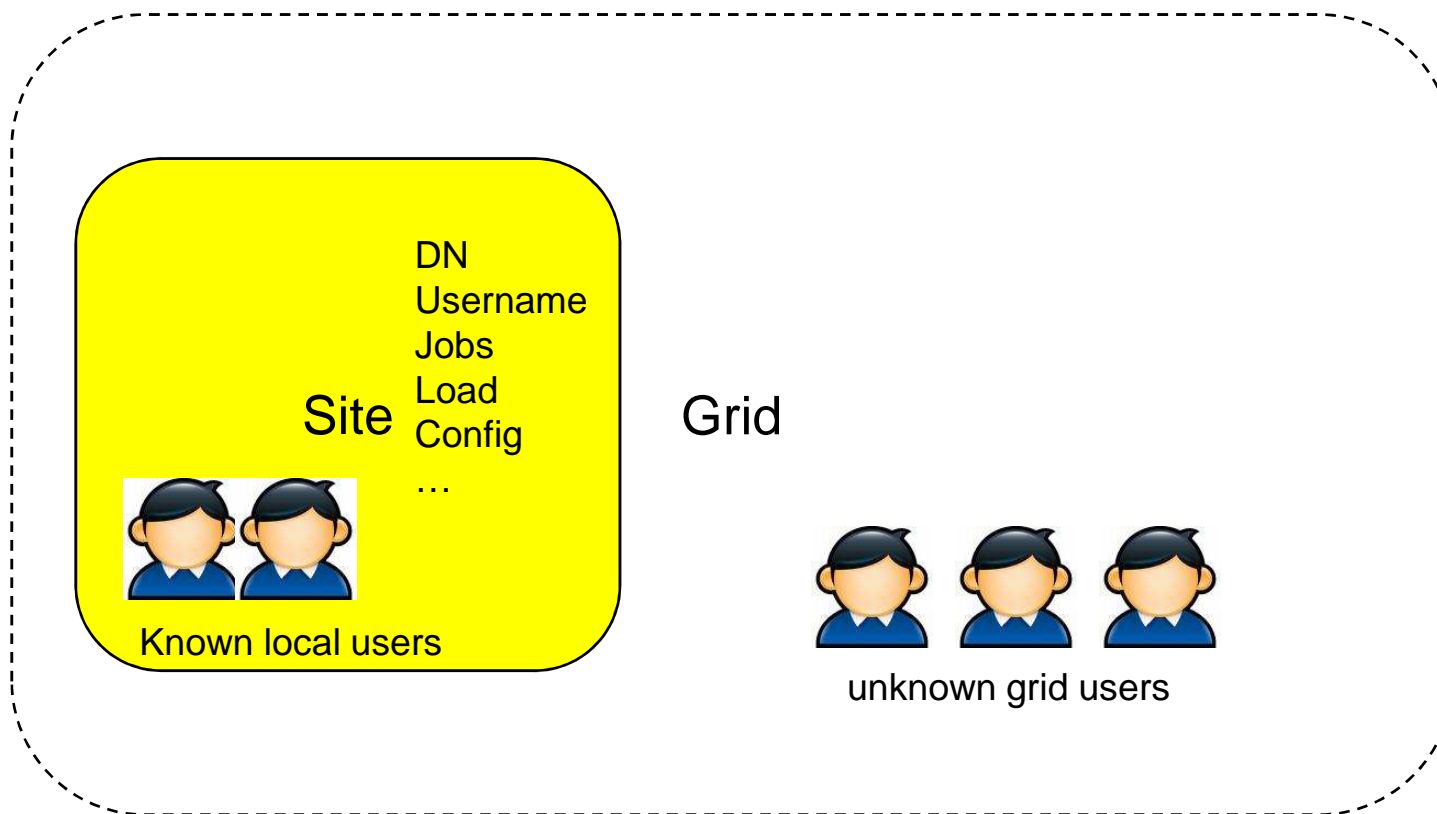 DN
Username
Jobs
Load
Config
…
Site
Grid
Known local users
unknown grid users